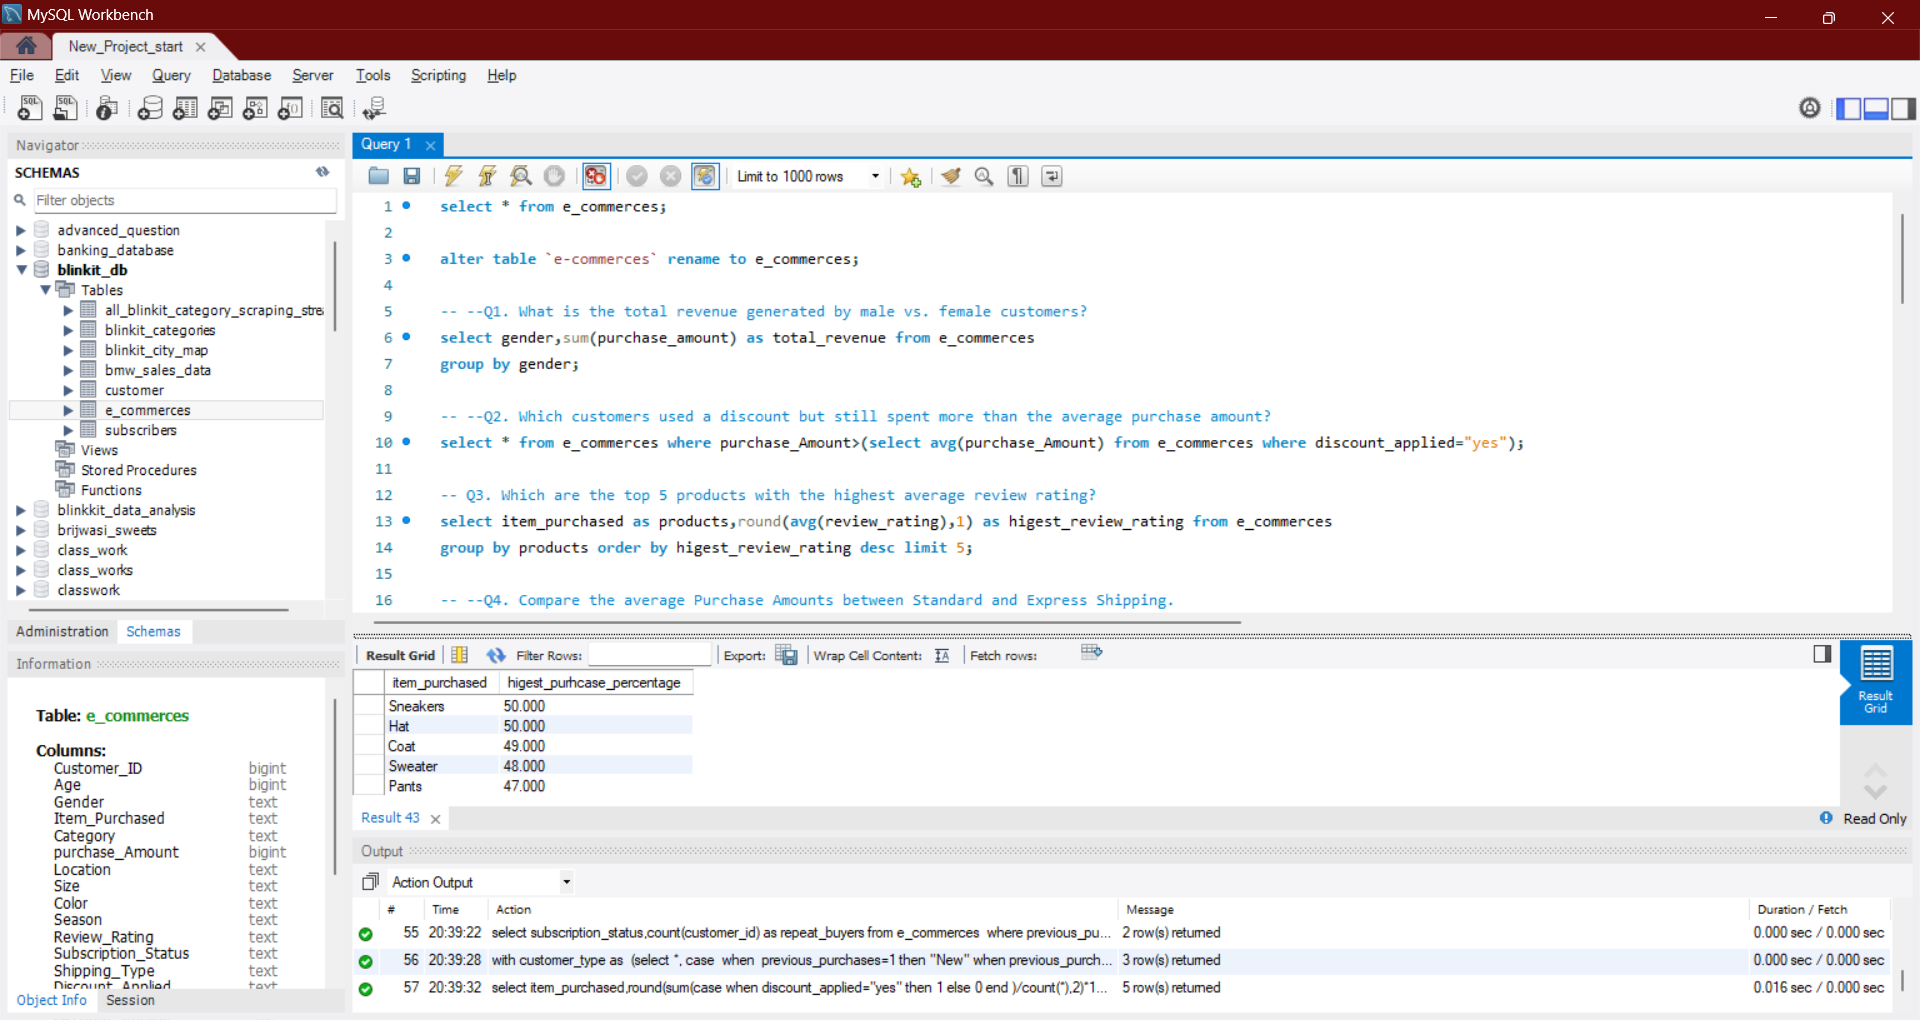 MySQL Workbench
New_Project_start
File Edit View Query Database Server Tools Scripting Help
Navigator
SCHEMAS
Filter objects
advanced_question
banking_database
blinkit_db
Tables
all_blinkit_category_scraping_stre
blinkit_categories
blinkit_city_map
bmw_sales_data
customer
e_commerces
subscribers
Views
Stored Procedures
Functions
blinkkit_data_analysis
brijwasi_sweets
class_work
class_works
classwork
Administration Schemas
Information
Table: e_commerces
Columns:
Customer_ID bigint
Age bigint
Gender text
Item_Purchased text
Category text
purchase_Amount bigint
Location text
Size text
Color text
Season text
Review_Rating text
Subscription_Status text
Shipping_Type text
Discount_Applied text
Object Info Session
Query 1
Limit to 1000 rows
1 select * from e_commerces;
2
3 alter table `e-commerces` rename to e_commerces;
4
5 -- --Q1. What is the total revenue generated by male vs. female customers?
6 select gender,sum(purchase_amount) as total_revenue from e_commerces
7 group by gender;
8
9 -- --Q2. Which customers used a discount but still spent more than the average purchase amount?
10 select * from e_commerces where purchase_Amount>(select avg(purchase_Amount) from e_commerces where discount_applied="yes");
11
12 -- Q3. Which are the top 5 products with the highest average review rating?
13 select item_purchased as products,round(avg(review_rating),1) as higest_review_rating from e_commerces
14 group by products order by higest_review_rating desc limit 5;
15
16 -- --Q4. Compare the average Purchase Amounts between Standard and Express Shipping.
Result Grid Filter Rows: Export: Wrap Cell Content: Fetch rows:
item_purchased higest_purhcase_percentage
Sneakers 50.000
Hat 50.000
Coat 49.000
Sweater 48.000
Pants 47.000
Result Grid
Result 43
Read Only
Output
Action Output
# Time Action Message Duration / Fetch
55 20:39:22 select subscription_status,count(customer_id) as repeat_buyers from e_commerces where previous_pu... 2 row(s) returned 0.000 sec / 0.000 sec
56 20:39:28 with customer_type as (select *, case when previous_purchases=1 then "New" when previous_purch... 3 row(s) returned 0.000 sec / 0.000 sec
57 20:39:32 select item_purchased,round(sum(case when discount_applied="yes" then 1 else 0 end )/count(*),2)*1... 5 row(s) returned 0.016 sec / 0.000 sec